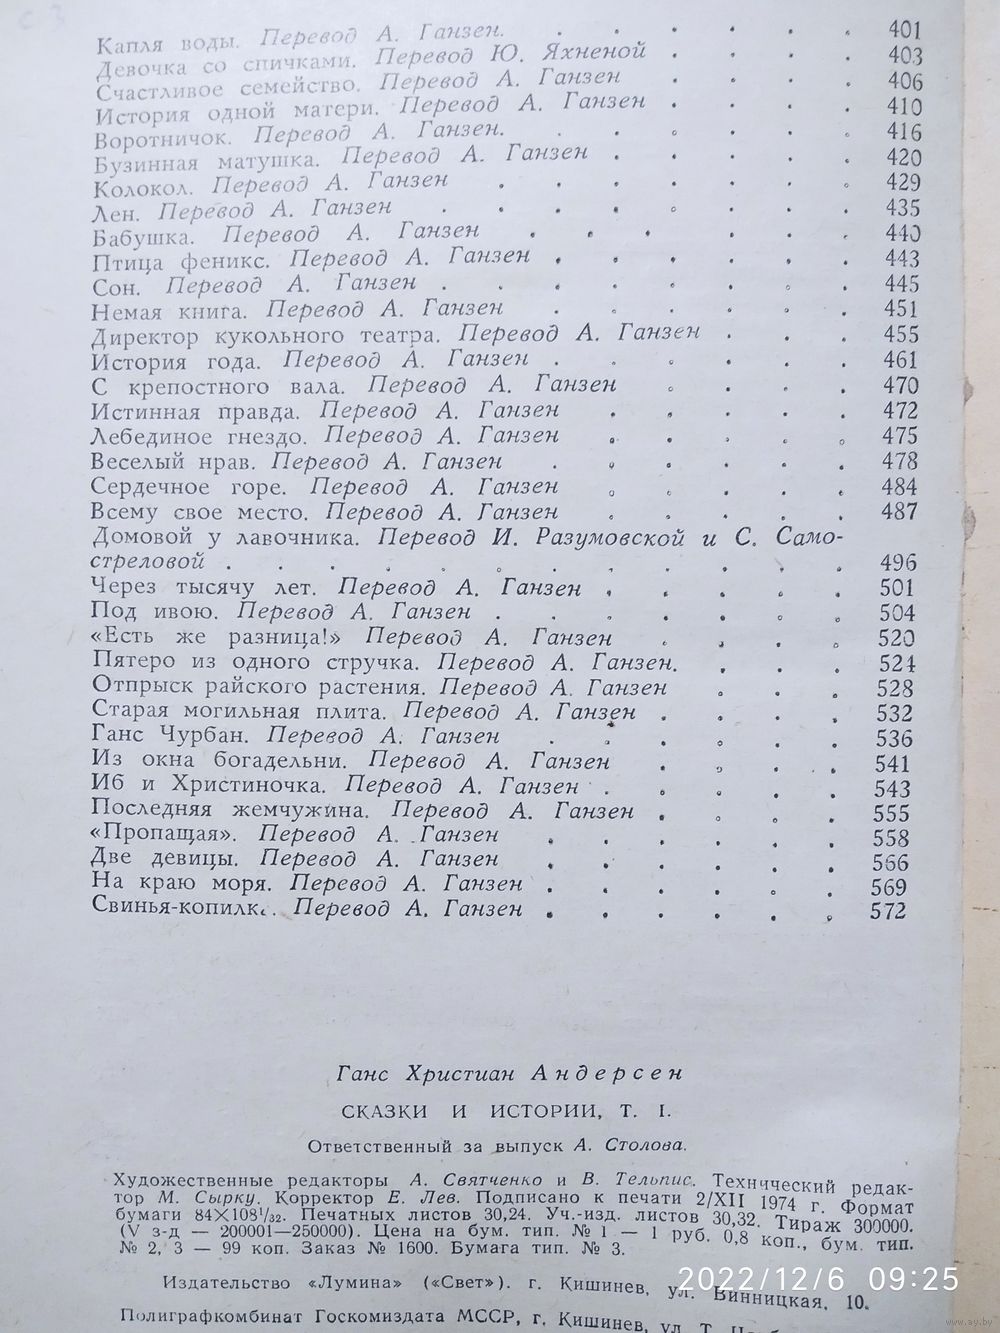 Капля воды. Перевод А. Ганзен. . . . . . . 401
Девочка со спичками. Перевод Ю. Яхненой . . . . 403
Счастливое семейство. Перевод А. Ганзен . . . . 406
История одной матери. Перевод А. Ганзен . . . . 410
Воротничок. Перевод А. Ганзен. . . . . . . 416
Бузинная матушка. Перевод А. Ганзен . . . . . 420
Колокол. Перевод А. Ганзен . . . . . . . 429
Лен. Перевод А. Ганзен . . . . . . . . 435
Бабушка. Перевод А. Ганзен . . . . . . 440
Птица феникс. Перевод А. Ганзен . . . . . . 443
Сон. Перевод А. Ганзен . . . . . . . . 445
Немая книга. Перевод А. Ганзен . . . . . . 451
Директор кукольного театра. Перевод А. Ганзен . . . 455
История года. Перевод А. Ганзен . . . . . . 461
С крепостного вала. Перевод А. Ганзен . . . . 470
Истинная правда. Перевод А. Ганзен . . . . . 472
Лебединое гнездо. Перевод А. Ганзен . . . . . 475
Веселый нрав. Перевод А. Ганзен . . . . . . 478
Сердечное горе. Перевод А. Ганзен . . . . . 484
Всему свое место. Перевод А. Ганзен . . . . . 487
Домовой у лавочника. Перевод И. Разумовской и С. Само-
стреловой . . . . . . . . . . . . 496
Через тысячу лет. Перевод А. Ганзен . . . . . 501
Под ивою. Перевод А. Ганзен . . . . . . . 504
«Есть же разница!» Перевод А. Ганзен . . . . 520
Пятеро из одного стручка. Перевод А. Ганзен. . . . 524
Отпрыск райского растения. Перевод А. Ганзен . . . 528
Старая могильная плита. Перевод А. Ганзен . . . . 532
Ганс Чурбан. Перевод А. Ганзен . . . . . . 536
Из окна богадельни. Перевод А. Ганзен . . . . 541
Иб и Христиночка. Перевод А. Ганзен . . . . . 543
Последняя жемчужина. Перевод А. Ганзен . . . . 555
«Пропащая». Перевод А. Ганзен . . . . . . 558
Две девицы. Перевод А. Ганзен . . . . . . 566
На краю моря. Перевод А. Ганзен . . . . . . 569
Свинья-копилка. Перевод А. Ганзен . . . . . . 572
Ганс Христиан Андерсен
СКАЗКИ И ИСТОРИИ, Т. I.
Ответственный за выпуск А. Столова.
Художественные редакторы А. Святченко и В. Тельпис. Технический редак-
тор М. Сырку. Корректор Е. Лев. Подписано к печати 2/XII 1974 г. Формат
бумаги 84×108¹/₃₂. Печатных листов 30,24. Уч.-изд. листов 30,32. Тираж 300000.
(V з-д — 200001—250000). Цена на бум. тип. № 1 — 1 руб. 0,8 коп., бум. тип.
№ 2, 3 — 99 коп. Заказ № 1600. Бумага тип. № 3.
Издательство «Лумина» («Свет»). г. Кишинев, ул. Винницкая, 10.
Полиграфкомбинат Госкомиздата МССР, г. Кишинев, ул. Т.
2022/12/6 09:25
www.ay.by